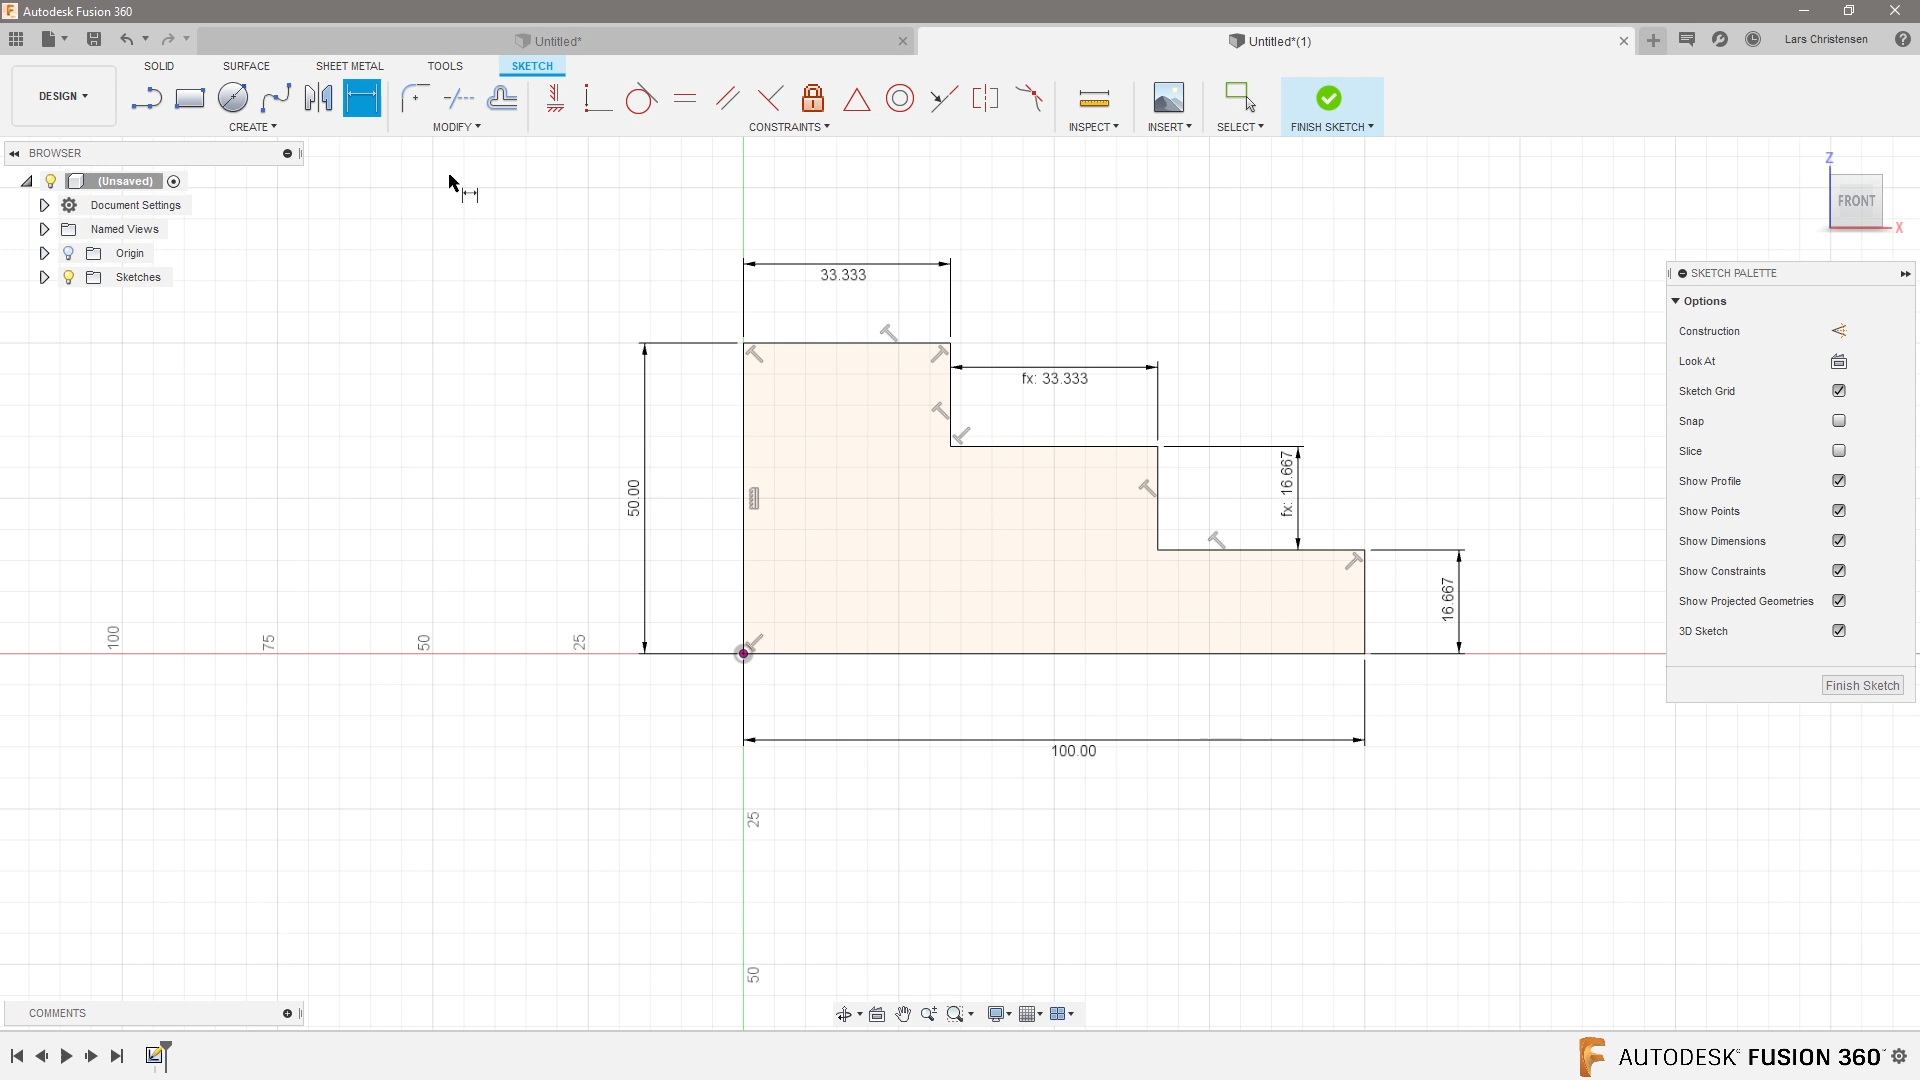 Autodesk Fusion 360
Untitled*
Untitled*(1)
Lars Christensen
DESIGN
SOLID
SURFACE
SHEET METAL
TOOLS
SKETCH
CREATE
MODIFY
CONSTRAINTS
INSPECT
INSERT
SELECT
FINISH SKETCH
BROWSER
(Unsaved)
Document Settings
Named Views
Origin
Sketches
Z
FRONT
X
33.333
fx: 33.333
50.00
fx: 16.667
16.667
100.00
100
75
50
25
25
50
SKETCH PALETTE
Options
Construction
Look At
Sketch Grid
Snap
Slice
Show Profile
Show Points
Show Dimensions
Show Constraints
Show Projected Geometries
3D Sketch
Finish Sketch
COMMENTS
AUTODESK FUSION 360